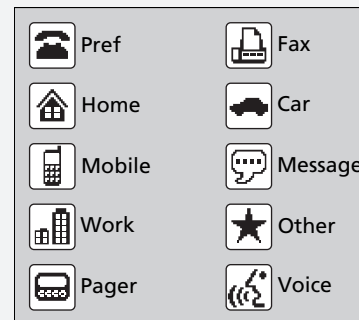 Pref
Home
Mobile
Work
Pager
Fax
Car
Message
Other
Voice